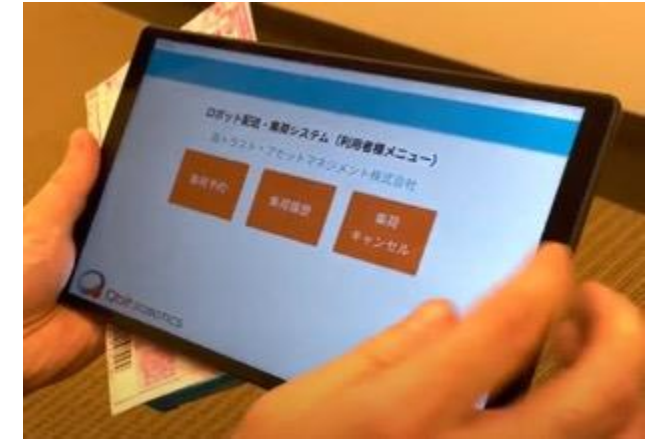 ロボット配送・集荷システム（利用者様メニュー）
森トラスト・アセットマネジメント株式会社
集荷予約
集荷履歴
集荷
キャンセル
Qbit ROBOTICS